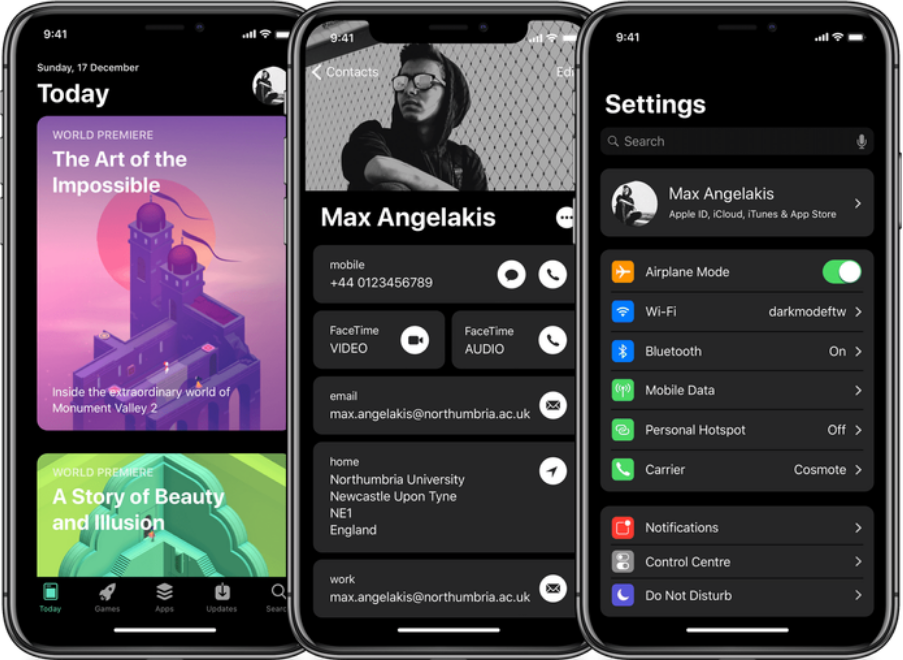 9:41
Sunday, 17 December
Today
WORLD PREMIERE
The Art of the
Impossible
Inside the extraordinary world of
Monument Valley 2
WORLD PREMIERE
A Story of Beauty
and Illusion
Today
Games
Apps
Updates
Searc
9:41
Contacts
Edi
Max Angelakis
mobile
+44 0123456789
FaceTime
VIDEO
FaceTime
AUDIO
email
max.angelakis@northumbria.ac.uk
home
Northumbria University
Newcastle Upon Tyne
NE1
England
work
max.angelakis@northumbria.ac.uk
9:41
Settings
Search
Max Angelakis
Apple ID, iCloud, iTunes & App Store
Airplane Mode
Wi-Fi darkmodeftw
Bluetooth On
Mobile Data
Personal Hotspot Off
Carrier Cosmote
Notifications
Control Centre
Do Not Disturb